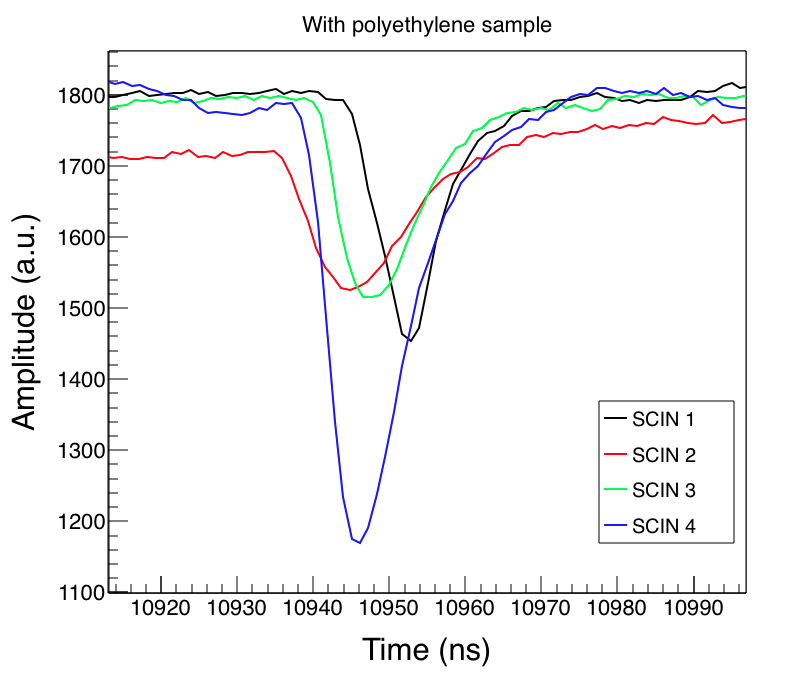 With polyethylene sample
Amplitude (a.u.)
1800
1700
1600
1500
1400
1300
1200
1100
SCIN 1
SCIN 2
SCIN 3
SCIN 4
10920 10930 10940 10950 10960 10970 10980 10990
Time (ns)